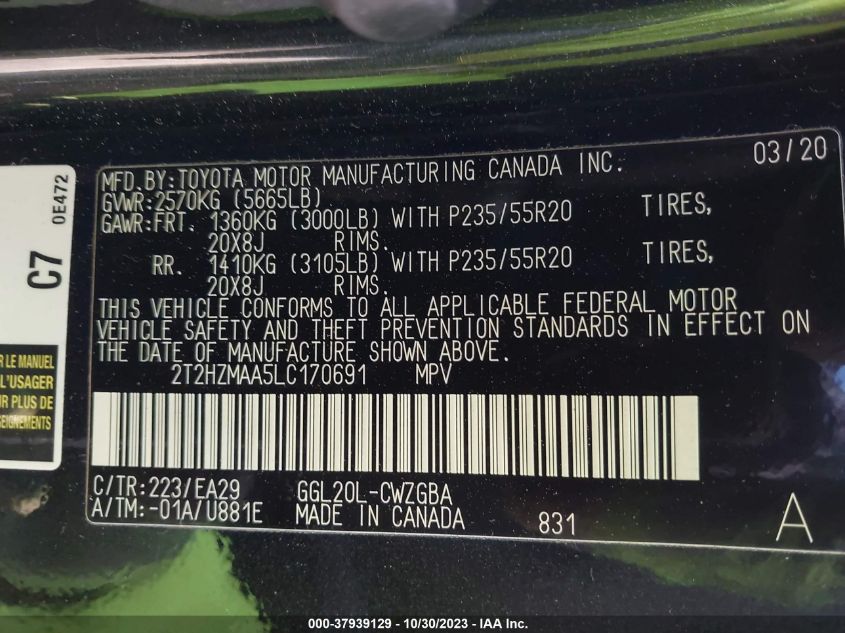 MFD.BY:TOYOTA MOTOR MANUFACTURING CANADA INC. 03/20
GVWR:2570KG (5665LB)
GAWR:FRT. 1360KG (3000LB) WITH P235/55R20 TIRES,
20X8J RIMS.
RR. 1410KG (3105LB) WITH P235/55R20 TIRES,
20X8J RIMS.
THIS VEHICLE CONFORMS TO ALL APPLICABLE FEDERAL MOTOR
VEHICLE SAFETY AND THEFT PREVENTION STANDARDS IN EFFECT ON
THE DATE OF MANUFACTURE SHOWN ABOVE.
2T2HZMAA5LC170691 MPV
C/TR:223/EA29 GGL20L-CWZGBA
A/TM:-01A/U881E MADE IN CANADA 831 A
C7 0E472
R LE MANUEL
L'USAGER
UR PLUS DE
SEIGNEMENTS
000-37939129 - 10/30/2023 - IAA Inc.